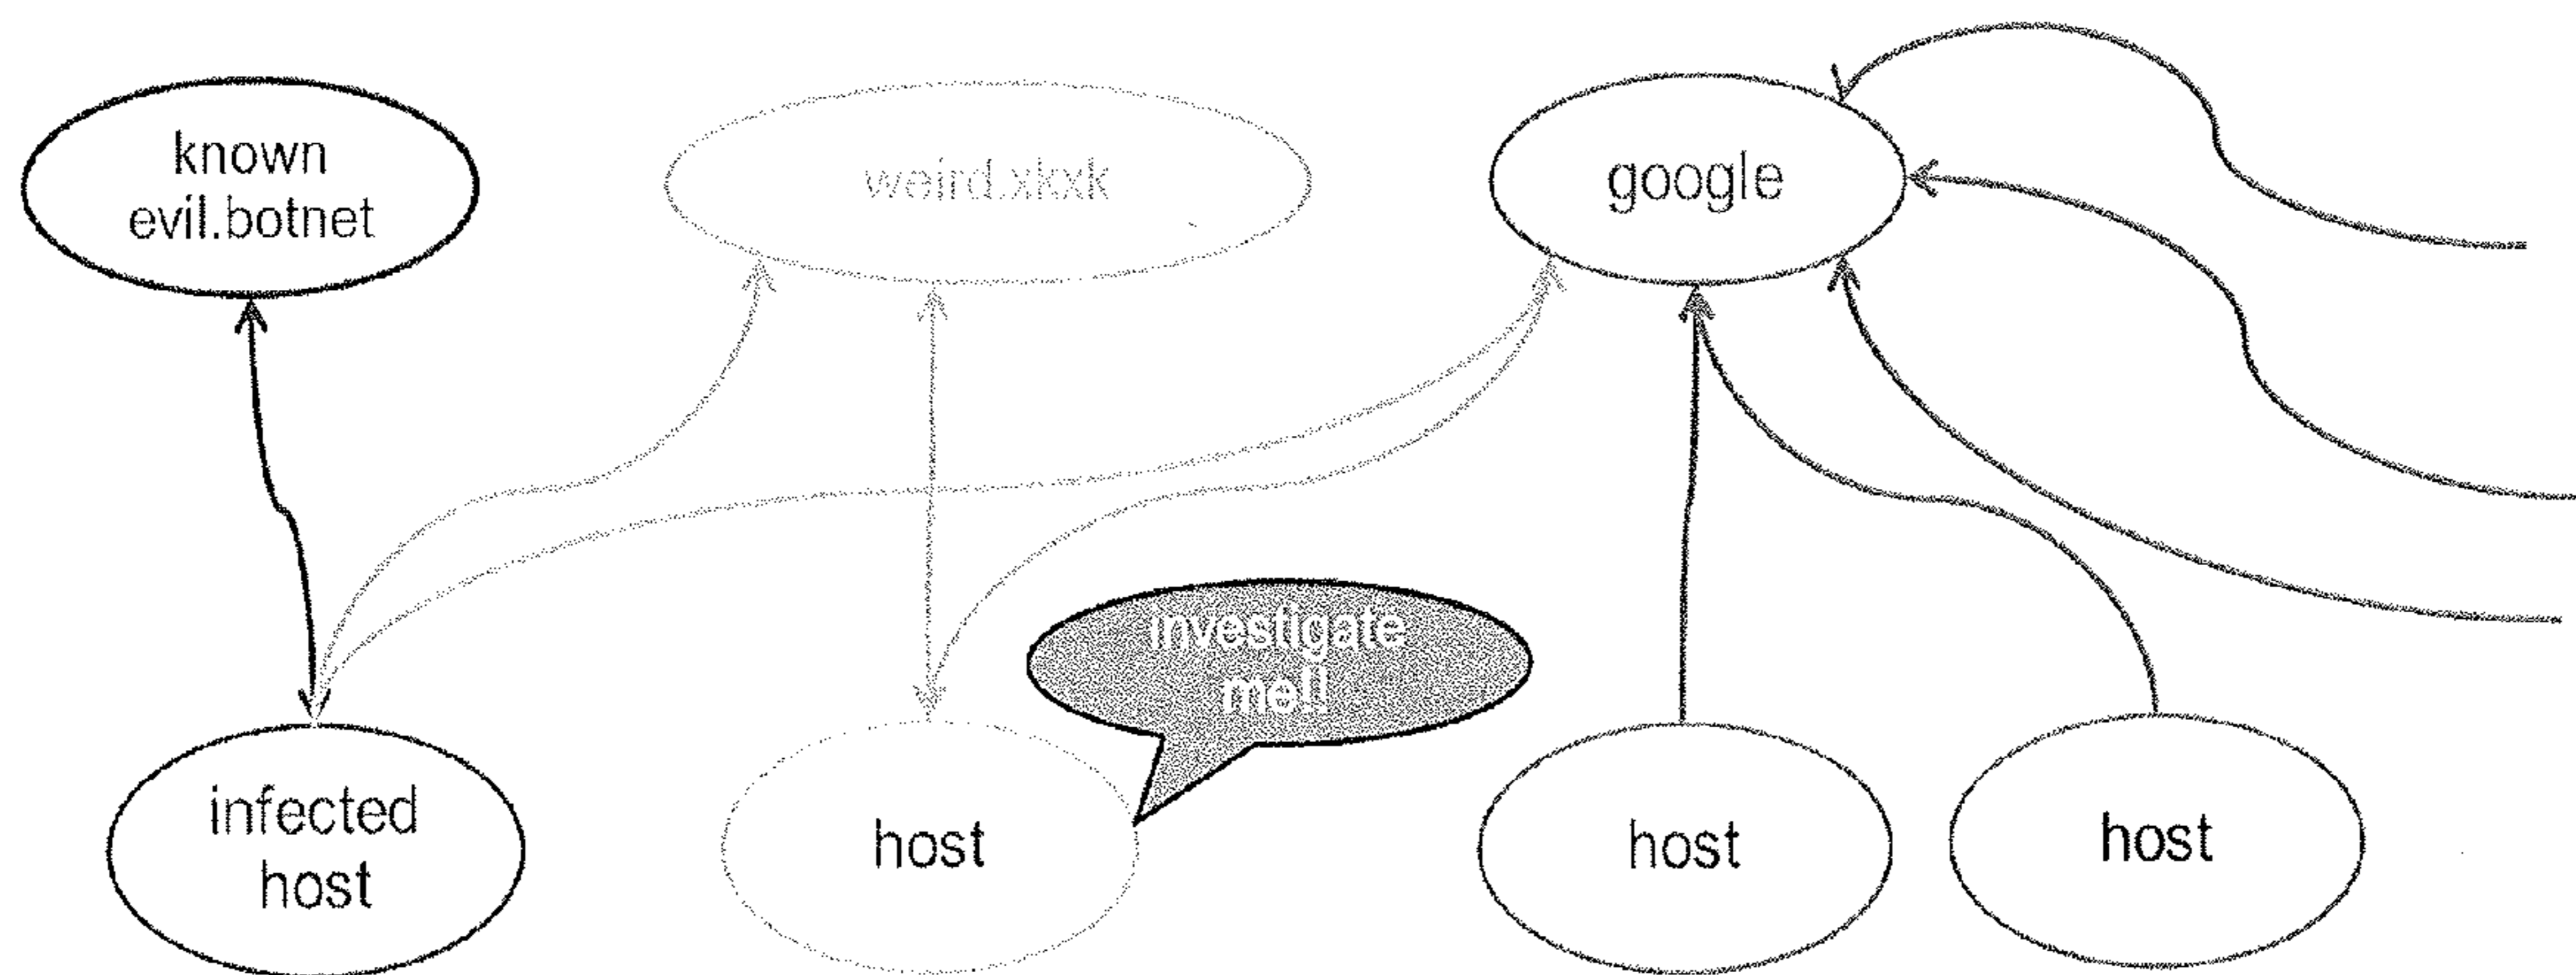 known
evil.botnet
weird.xkxk
google
investigate
me!!
infected
host
host
host
host